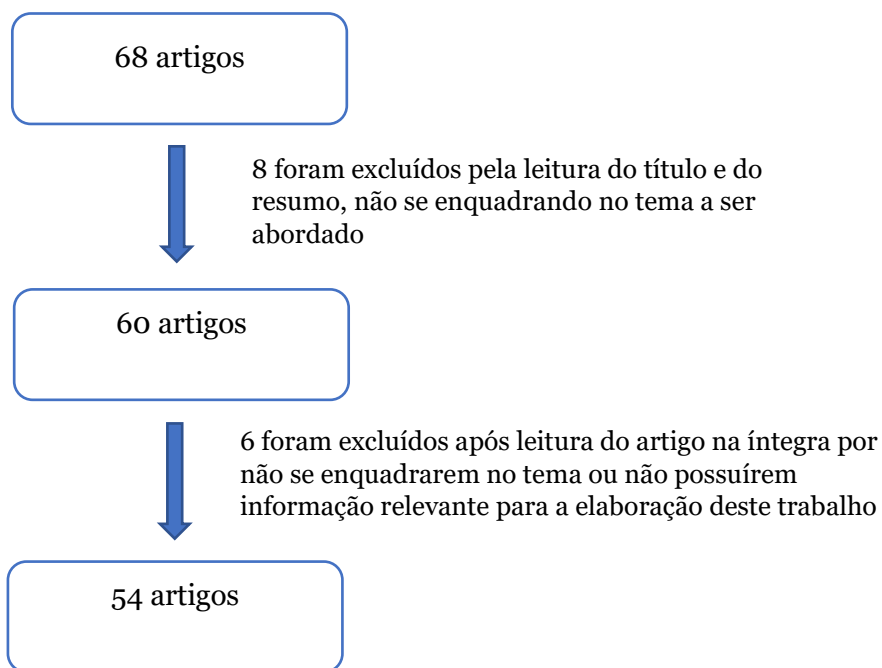 68 artigos
8 foram excluídos pela leitura do título e do
resumo, não se enquadrando no tema a ser
abordado
60 artigos
6 foram excluídos após leitura do artigo na íntegra por
não se enquadrarem no tema ou não possuírem
informação relevante para a elaboração deste trabalho
54 artigos